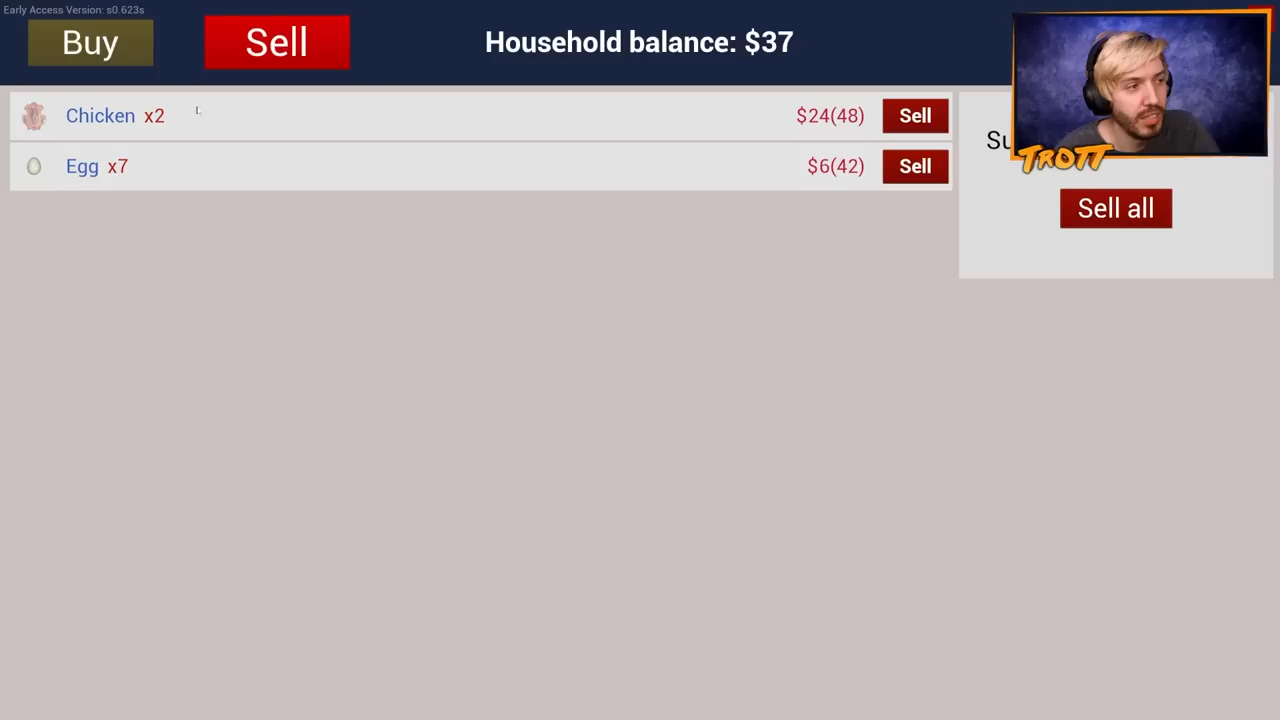 Early Access Version: s0.623s
Buy
Sell
Household balance: $37
Chicken x2
$24(48)
Sell
Egg x7
$6(42)
Sell
TROTT
Sell all